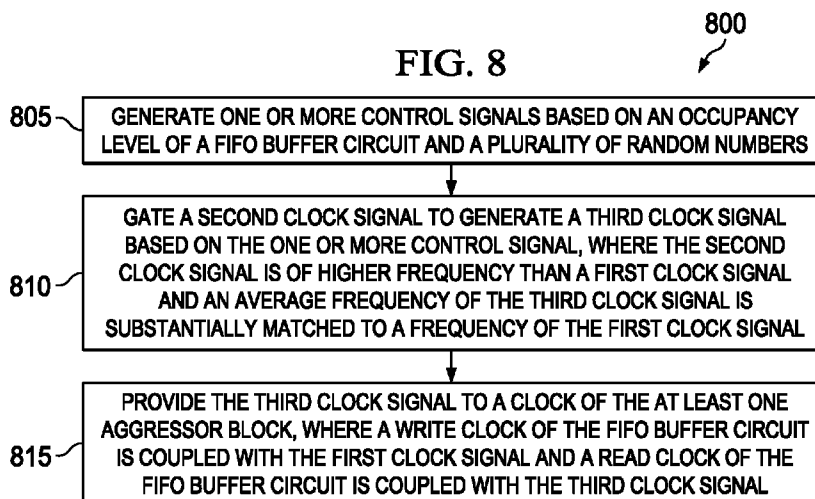 800
FIG. 8
805
GENERATE ONE OR MORE CONTROL SIGNALS BASED ON AN OCCUPANCY
LEVEL OF A FIFO BUFFER CIRCUIT AND A PLURALITY OF RANDOM NUMBERS
810
GATE A SECOND CLOCK SIGNAL TO GENERATE A THIRD CLOCK SIGNAL
BASED ON THE ONE OR MORE CONTROL SIGNAL, WHERE THE SECOND
CLOCK SIGNAL IS OF HIGHER FREQUENCY THAN A FIRST CLOCK SIGNAL
AND AN AVERAGE FREQUENCY OF THE THIRD CLOCK SIGNAL IS
SUBSTANTIALLY MATCHED TO A FREQUENCY OF THE FIRST CLOCK SIGNAL
815
PROVIDE THE THIRD CLOCK SIGNAL TO A CLOCK OF THE AT LEAST ONE
AGGRESSOR BLOCK, WHERE A WRITE CLOCK OF THE FIFO BUFFER CIRCUIT
IS COUPLED WITH THE FIRST CLOCK SIGNAL AND A READ CLOCK OF THE
FIFO BUFFER CIRCUIT IS COUPLED WITH THE THIRD CLOCK SIGNAL